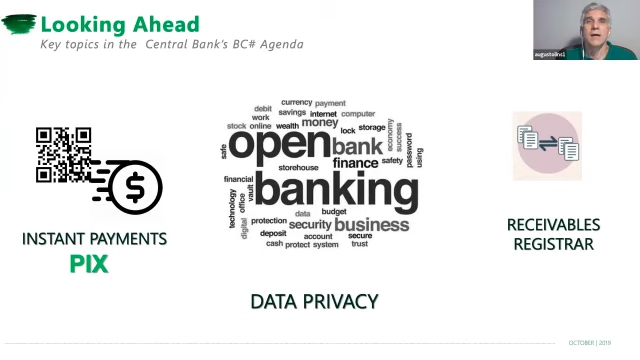 Looking Ahead
Key topics in the Central Bank's BC# Agenda
debit
currency payment
work
savings internet computer
stock online wealth money
lock storage
economy
success
password
using
safe
open bank
storehouse finance safety
banking
financial
technology
office
vault
digital
protection
data budget
security business
deposit account secure
cash protect system trust
INSTANT PAYMENTS
PIX
DATA PRIVACY
RECEIVABLES
REGISTRAR
OCTOBER | 2019